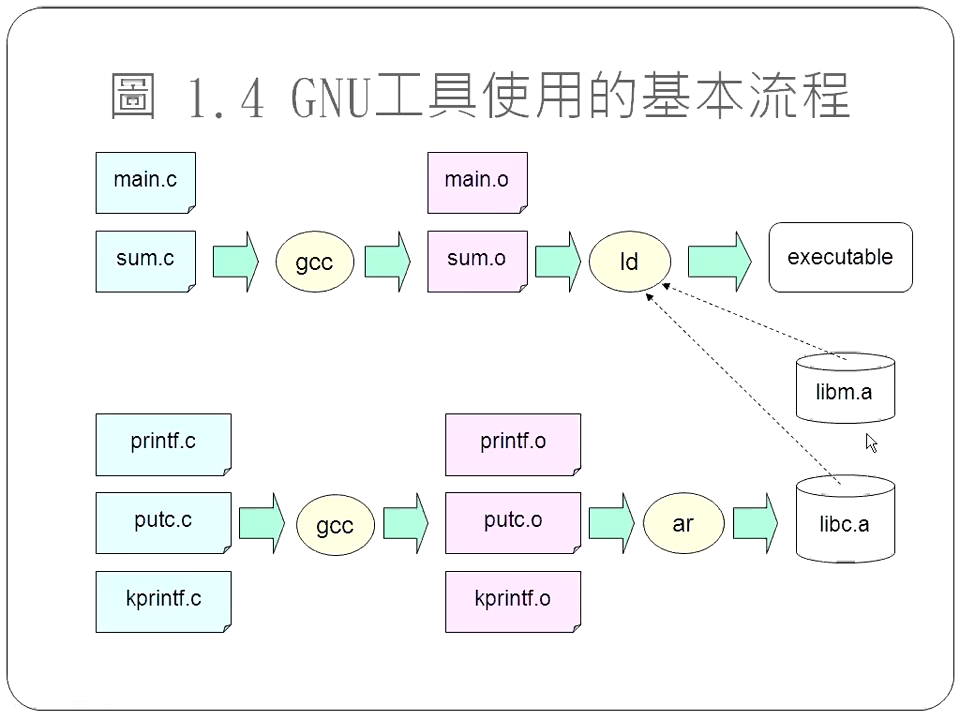 圖 1.4 GNU工具使用的基本流程
main.c
main.o
sum.c
gcc
sum.o
ld
executable
libm.a
printf.c
printf.o
putc.c
gcc
putc.o
ar
libc.a
kprintf.c
kprintf.o